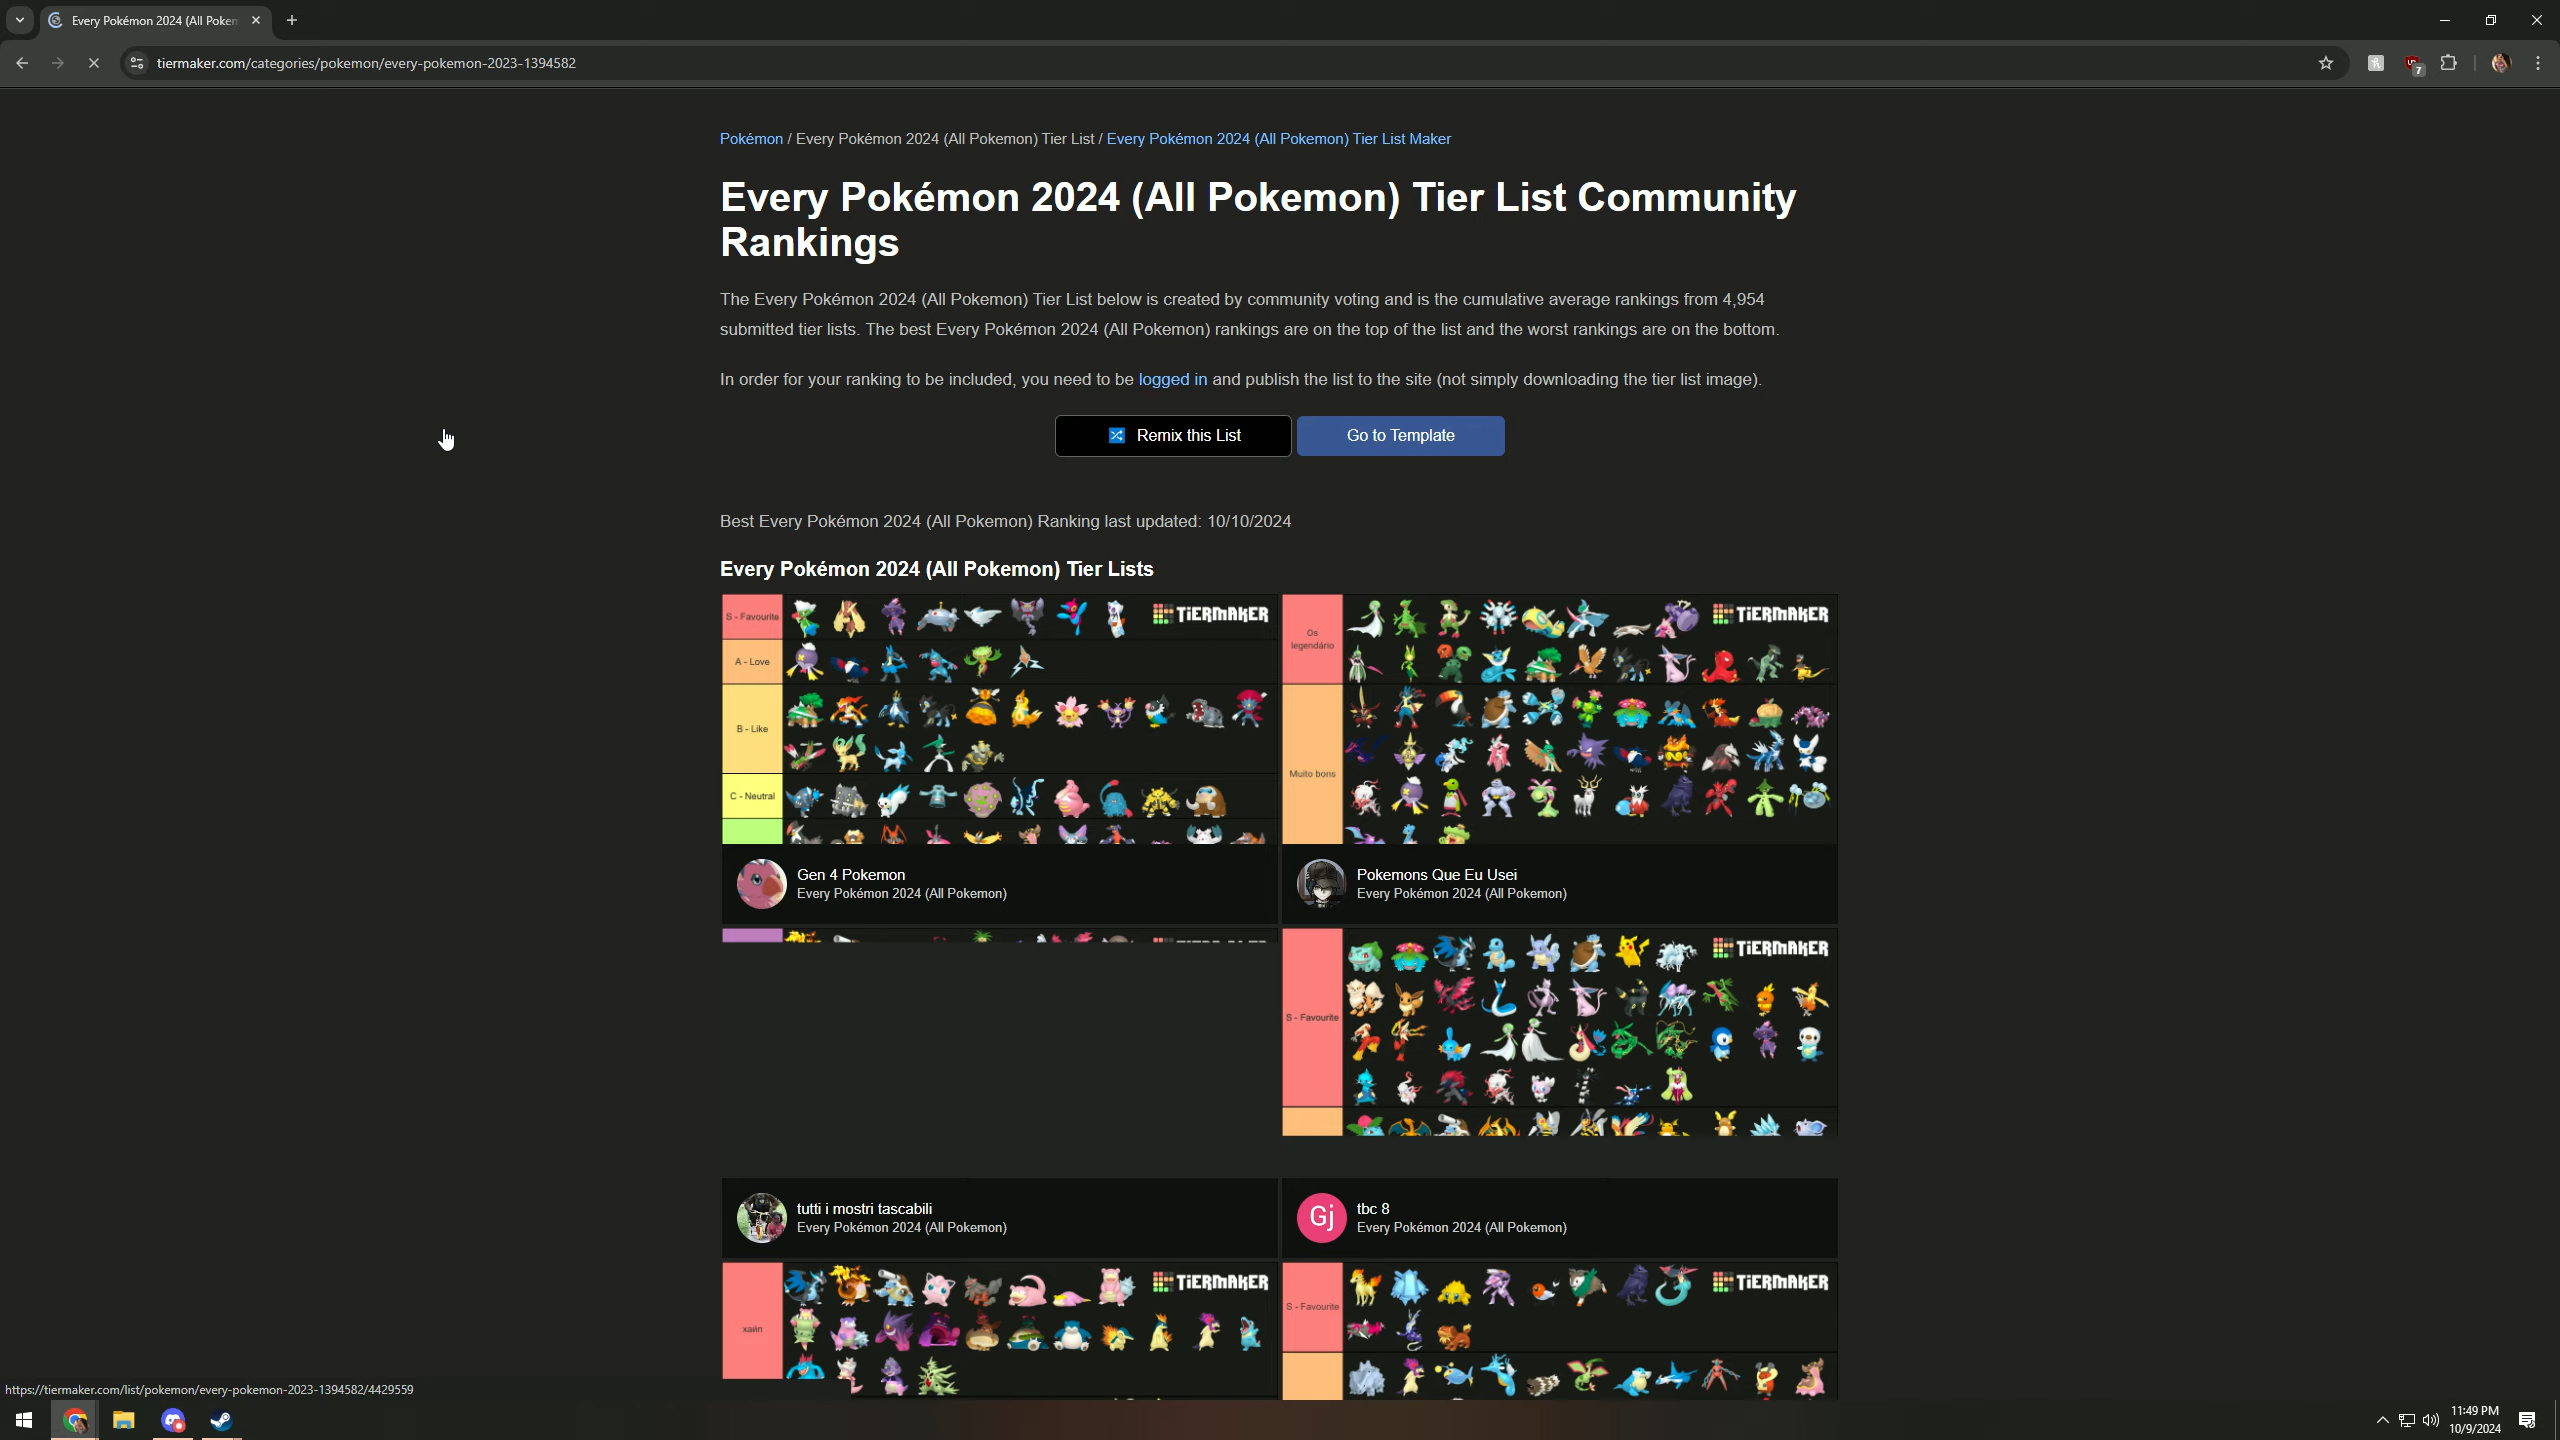 Every Pokémon 2024 (All Poken
tiermaker.com/categories/pokemon/every-pokemon-2023-1394582
7
Pokémon / Every Pokémon 2024 (All Pokemon) Tier List / Every Pokémon 2024 (All Pokemon) Tier List Maker
Every Pokémon 2024 (All Pokemon) Tier List Community
Rankings
The Every Pokémon 2024 (All Pokemon) Tier List below is created by community voting and is the cumulative average rankings from 4,954
submitted tier lists. The best Every Pokémon 2024 (All Pokemon) rankings are on the top of the list and the worst rankings are on the bottom.
In order for your ranking to be included, you need to be logged in and publish the list to the site (not simply downloading the tier list image).
Remix this List
Go to Template
Best Every Pokémon 2024 (All Pokemon) Ranking last updated: 10/10/2024
Every Pokémon 2024 (All Pokemon) Tier Lists
S - Favourite
TiERMAKER
A - Love
B - Like
C - Neutral
Gen 4 Pokemon
Every Pokémon 2024 (All Pokemon)
Os
legendário
TiERMAKER
Muito bons
Pokemons Que Eu Usei
Every Pokémon 2024 (All Pokemon)
tutti i mostri tascabili
Every Pokémon 2024 (All Pokemon)
S - Favourite
TiERMAKER
Gj
tbc 8
Every Pokémon 2024 (All Pokemon)
хайп
TiERMAKER
S - Favourite
TiERMAKER
https://tiermaker.com/list/pokemon/every-pokemon-2023-1394582/4429559
11:49 PM
10/9/2024